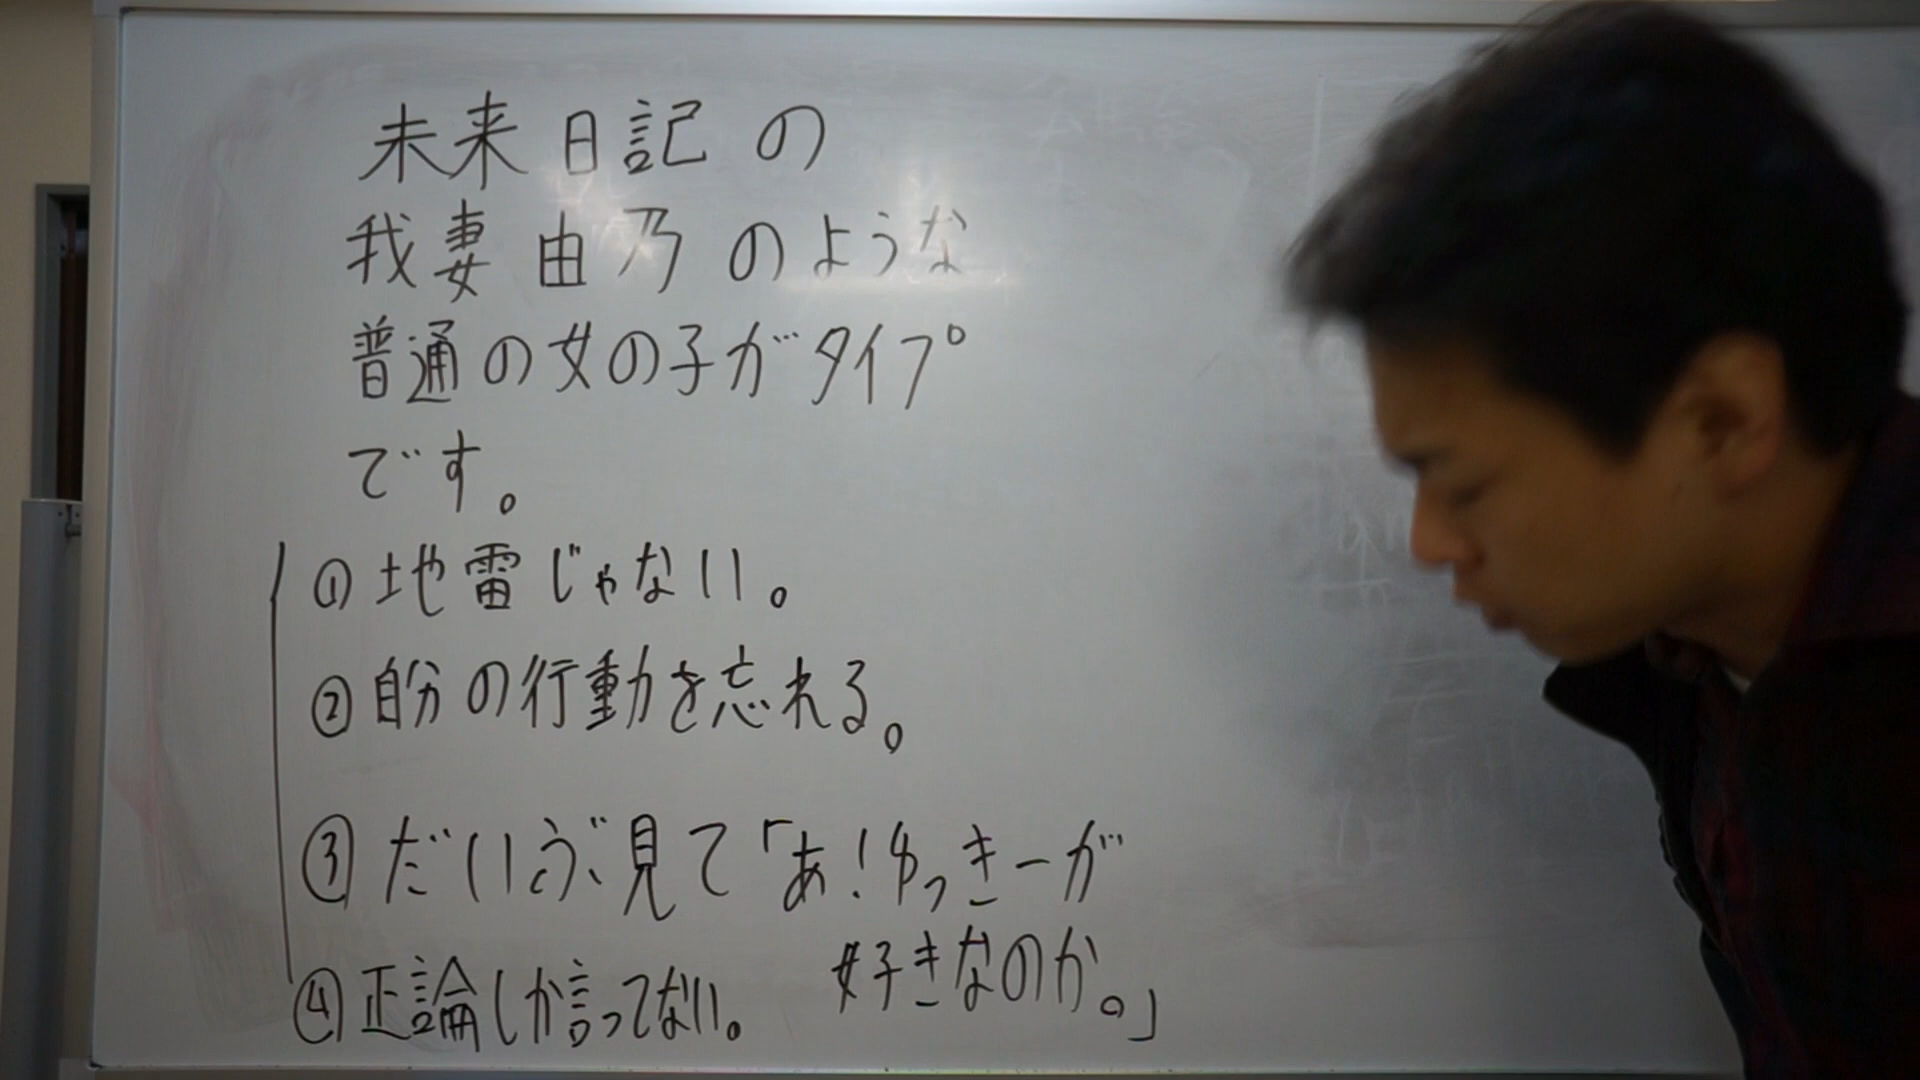 未来日記の
我妻由乃のような
普通の女の子がタイプ
です。
①地雷じゃない。
②自分の行動を忘れる。
③だいぶ見て「あ!ゆっきーが
好きなのか。」
④正論しか言ってない。